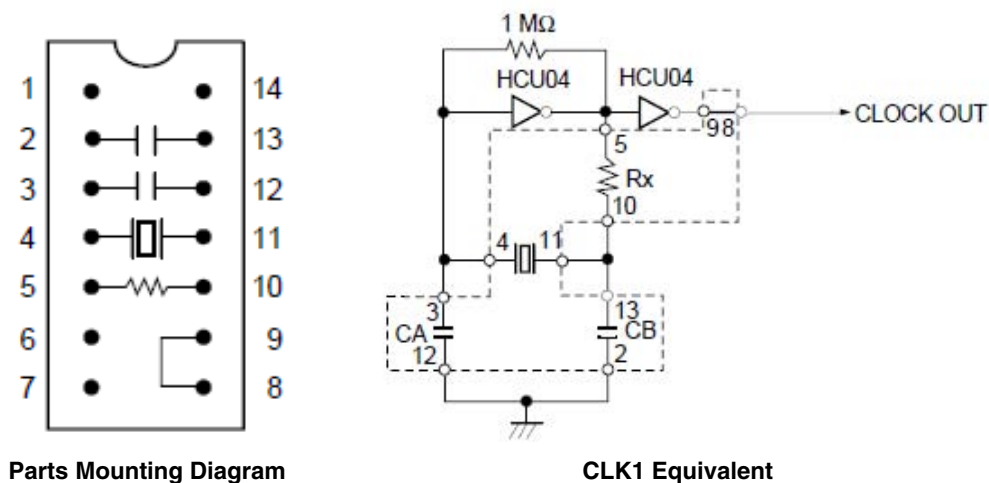 1 14
2 13
3 12
4 11
5 10
6 9
7 8
Parts Mounting Diagram
1 MΩ
HCU04 HCU04
98 CLOCK OUT
5
Rx
10
4 11
3 13
CA CB
12 2
CLK1 Equivalent